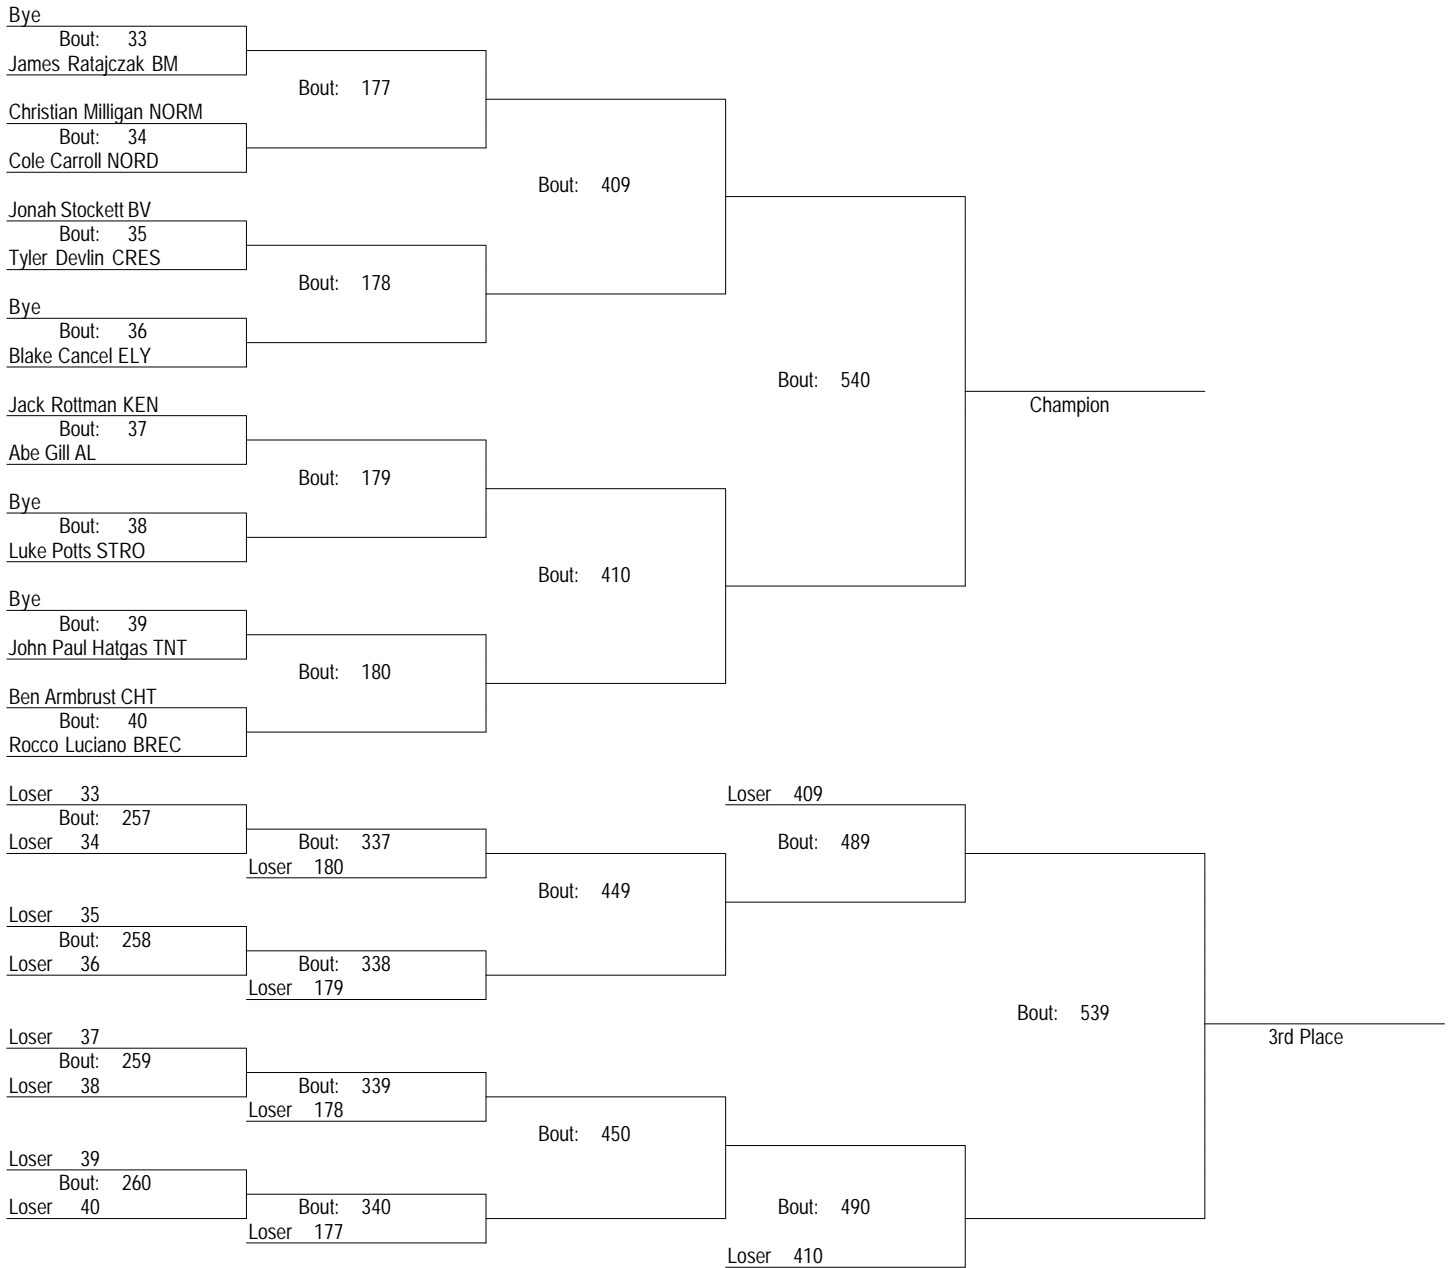 Bye
Bout: 33
James Ratajczak BM
Bout: 177
Christian Milligan NORM
Bout: 34
Cole Carroll NORD
Bout: 409
Jonah Stockett BV
Bout: 35
Tyler Devlin CRES
Bout: 178
Bye
Bout: 36
Blake Cancel ELY
Bout: 540
Champion
Jack Rottman KEN
Bout: 37
Abe Gill AL
Bout: 179
Bye
Bout: 38
Luke Potts STRO
Bout: 410
Bye
Bout: 39
John Paul Hatgas TNT
Bout: 180
Ben Armbrust CHT
Bout: 40
Rocco Luciano BREC
Loser 33
Bout: 257
Loser 34
Bout: 337
Loser 180
Loser 409
Bout: 489
Bout: 449
Loser 35
Bout: 258
Loser 36
Bout: 338
Loser 179
Bout: 539
3rd Place
Loser 37
Bout: 259
Loser 38
Bout: 339
Loser 178
Bout: 450
Loser 39
Bout: 260
Loser 40
Bout: 340
Loser 177
Bout: 490
Loser 410